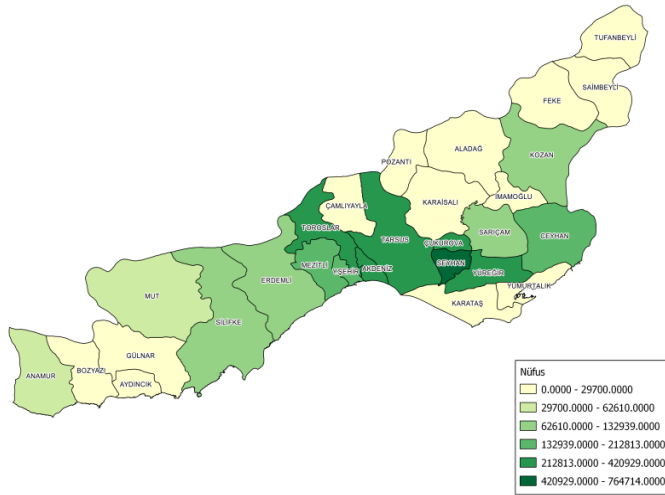 TUFANBEYLİ
SAİMBEYLİ
FEKE
KOZAN
ALADAĞ
POZANTI
İMAMOĞLU
KARAİSALI
ÇAMLIYAYLA
SARIÇAM
CEYHAN
TOROSLAR
TARSUS
ÇUKUROVA
SEYHAN
YÜREĞİR
MEZİTLİ
YŞEHİR
AKDENİZ
YUMURTALIK
KARATAŞ
ERDEMLİ
MUT
SİLİFKE
GÜLNAR
BOZYAZI
ANAMUR
AYDINCIK
Nüfus
0.0000 - 29700.0000
29700.0000 - 62610.0000
62610.0000 - 132939.0000
132939.0000 - 212813.0000
212813.0000 - 420929.0000
420929.0000 - 764714.0000